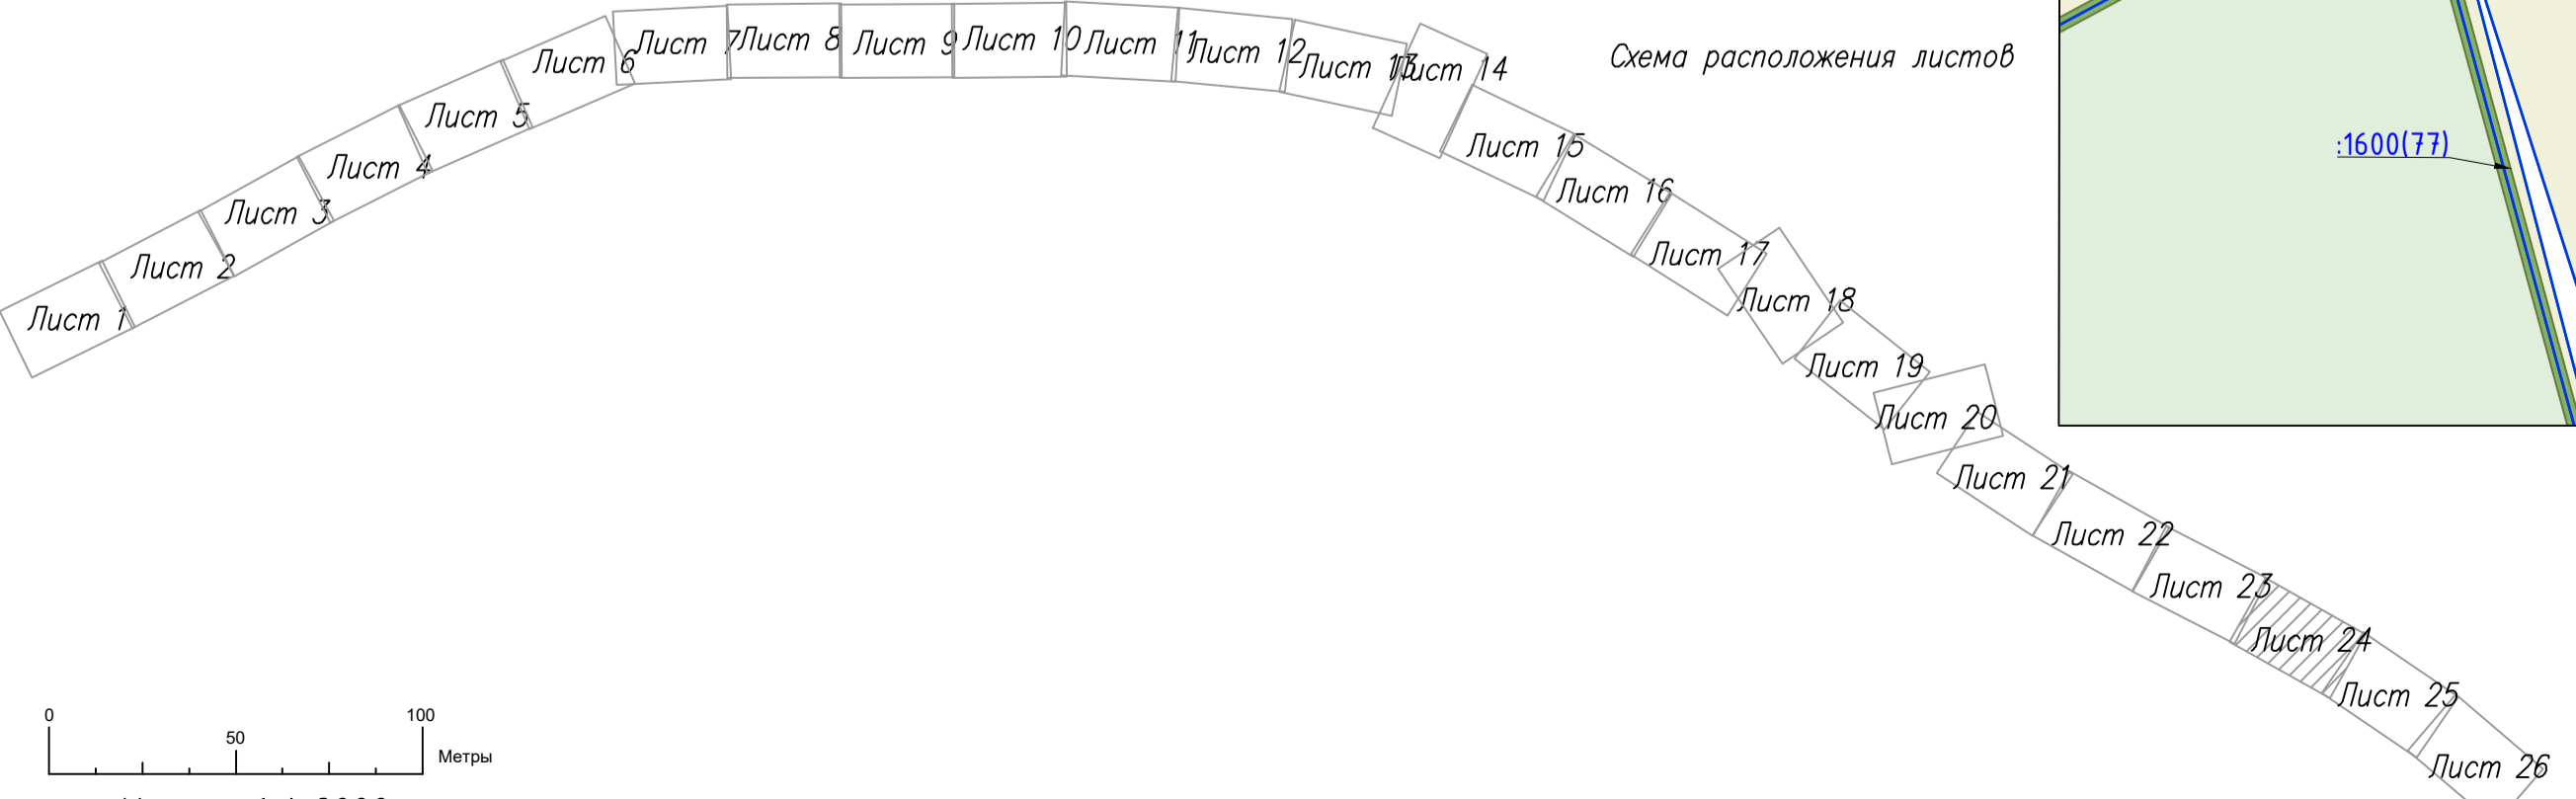 Схема расположения листов
Лист 1
Лист 2
Лист 3
Лист 4
Лист 5
Лист 6
Лист 7
Лист 8
Лист 9
Лист 10
Лист 11
Лист 12
Лист 13
Лист 14
Лист 15
Лист 16
Лист 17
Лист 18
Лист 19
Лист 20
Лист 21
Лист 22
Лист 23
Лист 24
Лист 25
Лист 26
:1600(77)
0
50
100
Метры